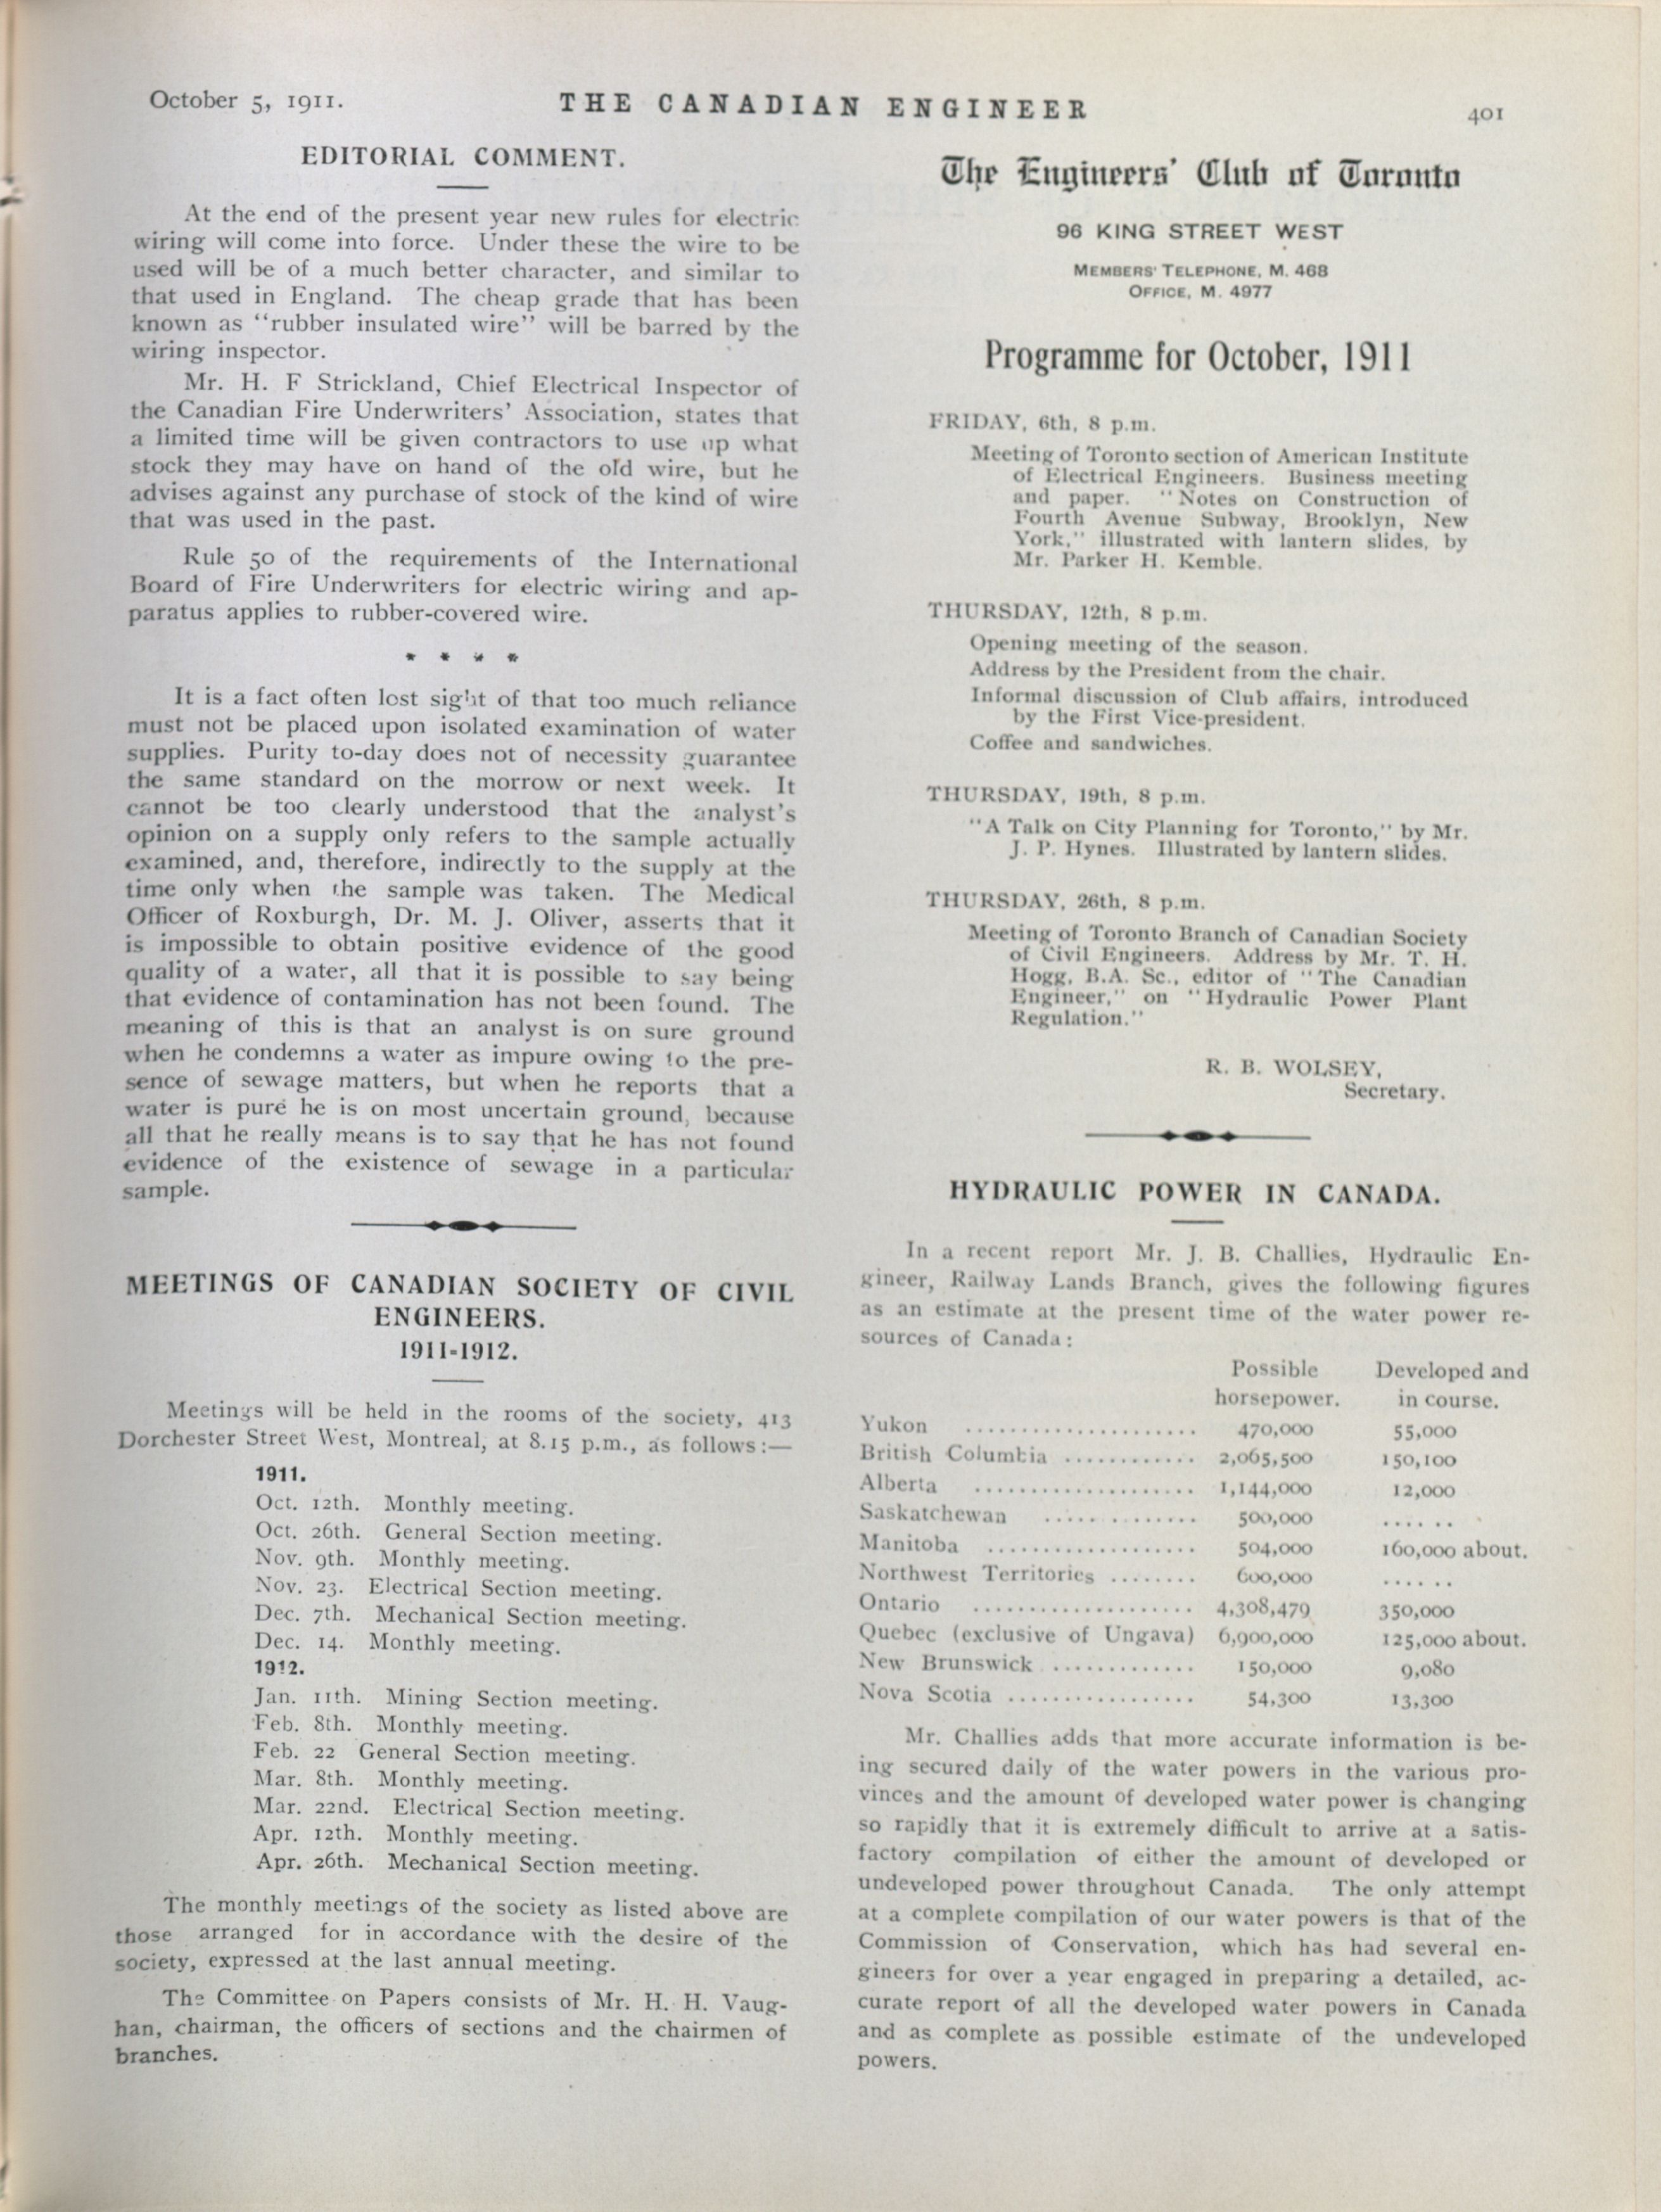 October 5, 1911.
THE CANADIAN ENGINEER
401
EDITORIAL COMMENT.
At the end of the present year new rules for electric
wiring will come into force. Under these the wire to be
used will be of a much better character, and similar to
that used in England. The cheap grade that has been
known as "rubber insulated wire" will be barred by the
wiring inspector.
Mr. H. F Strickland, Chief Electrical Inspector of
the Canadian Fire Underwriters' Association, states that
a limited time will be given contractors to use up what
stock they may have on hand of the old wire, but he
advises against any purchase of stock of the kind of wire
that was used in the past.
Rule 50 of the requirements of the International
Board of Fire Underwriters for electric wiring and ap-
paratus applies to rubber-covered wire.
* * * *
It is a fact often lost sight of that too much reliance
must not be placed upon isolated examination of water
supplies. Purity to-day does not of necessity guarantee
the same standard on the morrow or next week. It
cannot be too clearly understood that the analyst's
opinion on a supply only refers to the sample actually
examined, and, therefore, indirectly to the supply at the
time only when the sample was taken. The Medical
Officer of Roxburgh, Dr. M. J. Oliver, asserts that it
is impossible to obtain positive evidence of the good
quality of a water, all that it is possible to say being
that evidence of contamination has not been found. The
meaning of this is that an analyst is on sure ground
when he condemns a water as impure owing to the pre-
sence of sewage matters, but when he reports that a
water is pure he is on most uncertain ground, because
all that he really means is to say that he has not found
evidence of the existence of sewage in a particular
sample.
MEETINGS OF CANADIAN SOCIETY OF CIVIL
ENGINEERS.
1911-1912.
Meetings will be held in the rooms of the society, 413
Dorchester Street West, Montreal, at 8.15 p.m., as follows:—
1911.
Oct. 12th. Monthly meeting.
Oct. 26th. General Section meeting.
Nov. 9th. Monthly meeting.
Nov. 23. Electrical Section meeting.
Dec. 7th. Mechanical Section meeting.
Dec. 14. Monthly meeting.
1912.
Jan. 11th. Mining Section meeting.
Feb. 8th. Monthly meeting.
Feb. 22 General Section meeting.
Mar. 8th. Monthly meeting.
Mar. 22nd. Electrical Section meeting.
Apr. 12th. Monthly meeting.
Apr. 26th. Mechanical Section meeting.
The monthly meetings of the society as listed above are
those arranged for in accordance with the desire of the
society, expressed at the last annual meeting.
The Committee on Papers consists of Mr. H. H. Vaug-
han, chairman, the officers of sections and the chairmen of
branches.
The Engineers' Club of Toronto
96 KING STREET WEST
MEMBERS' TELEPHONE, M. 468
OFFICE, M. 4977
Programme for October, 1911
FRIDAY, 6th, 8 p.m.
Meeting of Toronto section of American Institute
of Electrical Engineers. Business meeting
and paper. "Notes on Construction of
Fourth Avenue Subway, Brooklyn, New
York," illustrated with lantern slides, by
Mr. Parker H. Kemble.
THURSDAY, 12th, 8 p.m.
Opening meeting of the season.
Address by the President from the chair.
Informal discussion of Club affairs, introduced
by the First Vice-president.
Coffee and sandwiches.
THURSDAY, 19th, 8 p.m.
"A Talk on City Planning for Toronto," by Mr.
J. P. Hynes. Illustrated by lantern slides.
THURSDAY, 26th, 8 p.m.
Meeting of Toronto Branch of Canadian Society
of Civil Engineers. Address by Mr. T. H.
Hogg, B.A. Sc., editor of "The Canadian
Engineer," on "Hydraulic Power Plant
Regulation."
R. B. WOLSEY,
Secretary.
HYDRAULIC POWER IN CANADA.
In a recent report Mr. J. B. Challies, Hydraulic En-
gineer, Railway Lands Branch, gives the following figures
as an estimate at the present time of the water power re-
sources of Canada:
Possible Developed and
horsepower. in course.
Yukon .................... 470,000 55,000
British Columbia ............ 2,065,500 150,100
Alberta .................... 1,144,000 12,000
Saskatchewan .............. 500,000 ......
Manitoba ................... 504,000 160,000 about.
Northwest Territories ........ 600,000 ......
Ontario .................... 4,308,479 350,000
Quebec (exclusive of Ungava) 6,900,000 125,000 about.
New Brunswick ............. 150,000 9,080
Nova Scotia ................. 54,300 13,300
Mr. Challies adds that more accurate information is be-
ing secured daily of the water powers in the various pro-
vinces and the amount of developed water power is changing
so rapidly that it is extremely difficult to arrive at a satis-
factory compilation of either the amount of developed or
undeveloped power throughout Canada. The only attempt
at a complete compilation of our water powers is that of the
Commission of Conservation, which has had several en-
gineers for over a year engaged in preparing a detailed, ac-
curate report of all the developed water powers in Canada
and as complete as possible estimate of the undeveloped
powers.